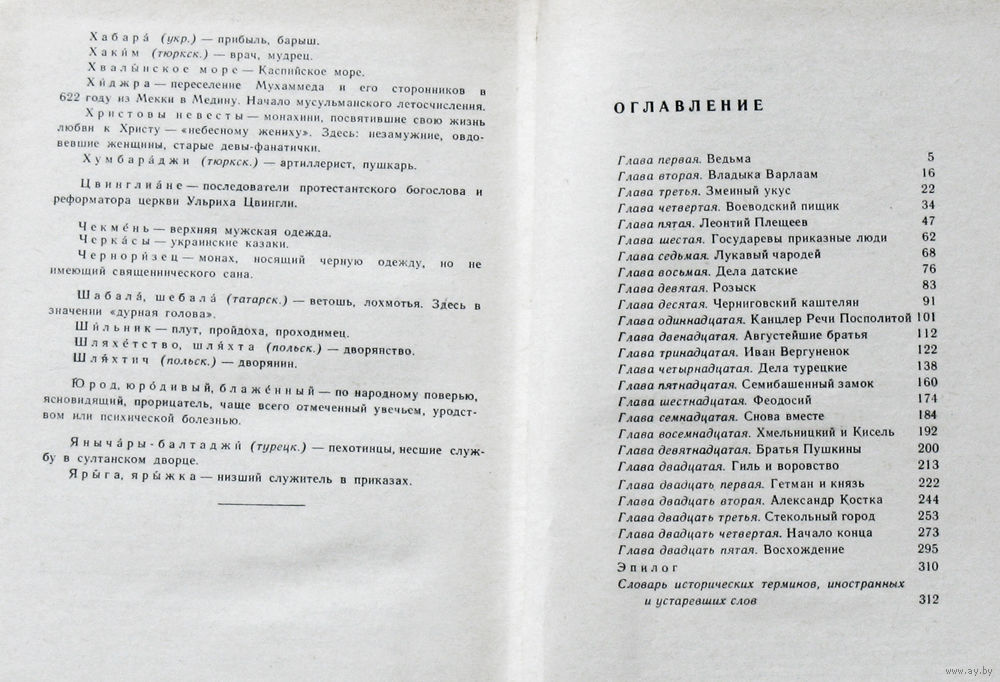 Хабара́ (укр.) — прибыль, барыш.
Хаки́м (тюркск.) — врач, мудрец.
Хвалы́нское море — Каспийское море.
Хи́джра — переселение Мухаммеда и его сторонников в
622 году из Мекки в Медину. Начало мусульманского летосчисления.
Христовы невесты — монахини, посвятившие свою жизнь
любви к Христу — «небесному жениху». Здесь: незамужние, овдо-
вевшие женщины, старые девы-фанатички.
Хумбара́джи (тюркск.) — артиллерист, пушкарь.
Цвинглиа́не — последователи протестантского богослова и
реформатора церкви Ульриха Цвингли.
Чекме́нь — верхняя мужская одежда.
Черка́сы — украинские казаки.
Черно́ризец — монах, носящий черную одежду, но не
имеющий священнического сана.
Шабала́, шебала́ (татарск.) — ветошь, лохмотья. Здесь в
значении «дурная голова».
Ши́льник — плут, пройдоха, проходимец.
Шляхе́тство, шля́хта (польск.) — дворянство.
Шля́хтич (польск.) — дворянин.
Юрод, юро́дивый, блаже́нный — по народному поверью,
ясновидящий, прорицатель, чаще всего отмеченный увечьем, уродст-
вом или психической болезнью.
Яныча́ры-балтаджи́ (турецк.) — пехотинцы, несшие служ-
бу в султанском дворце.
Яры́га, яры́жка — низший служитель в приказах.
ОГЛАВЛЕНИЕ
Глава первая. Ведьма 5
Глава вторая. Владыка Варлаам 16
Глава третья. Змеиный укус 22
Глава четвертая. Воеводский пищик 34
Глава пятая. Леонтий Плещеев 47
Глава шестая. Государевы приказные люди 62
Глава седьмая. Лукавый чародей 68
Глава восьмая. Дела датские 76
Глава девятая. Розыск 83
Глава десятая. Черниговский каштелян 91
Глава одиннадцатая. Канцлер Речи Посполитой 101
Глава двенадцатая. Августейшие братья 112
Глава тринадцатая. Иван Вергуненок 122
Глава четырнадцатая. Дела турецкие 138
Глава пятнадцатая. Семибашенный замок 160
Глава шестнадцатая. Феодосий 174
Глава семнадцатая. Снова вместе 184
Глава восемнадцатая. Хмельницкий и Кисель 192
Глава девятнадцатая. Братья Пушкины 200
Глава двадцатая. Гиль и воровство 213
Глава двадцать первая. Гетман и князь 222
Глава двадцать вторая. Александр Костка 244
Глава двадцать третья. Стекольный город 253
Глава двадцать четвертая. Начало конца 273
Глава двадцать пятая. Восхождение 295
Эпилог 310
Словарь исторических терминов, иностранных
и устаревших слов 312
www.ay.by